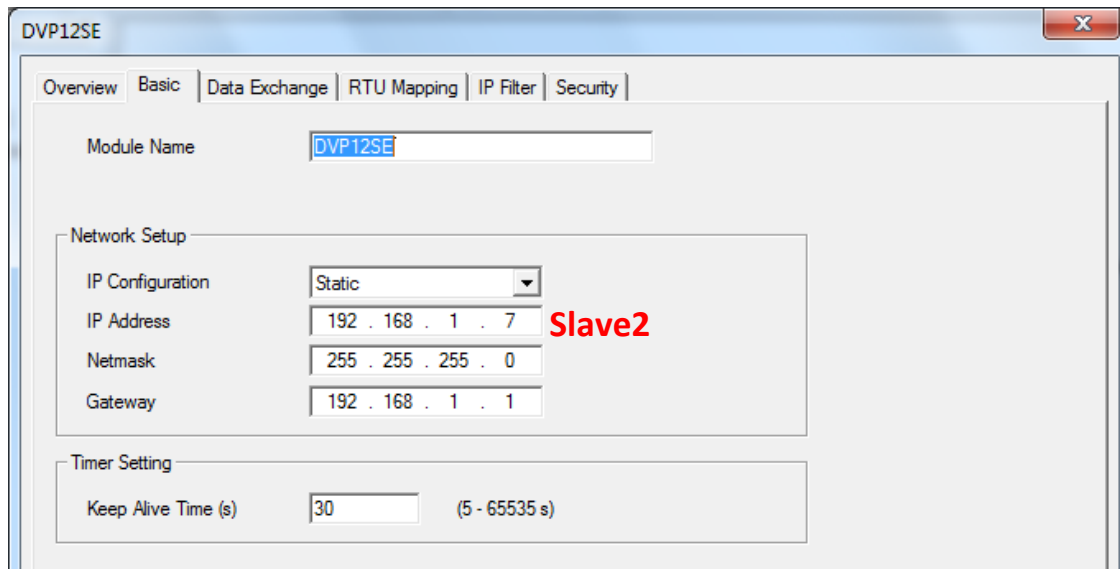 DVP12SE
X
Overview Basic Data Exchange RTU Mapping IP Filter Security
Module Name DVP12SE
Network Setup
IP Configuration Static
IP Address 192 . 168 . 1 . 7 Slave2
Netmask 255 . 255 . 255 . 0
Gateway 192 . 168 . 1 . 1
Timer Setting
Keep Alive Time (s) 30 (5 - 65535 s)